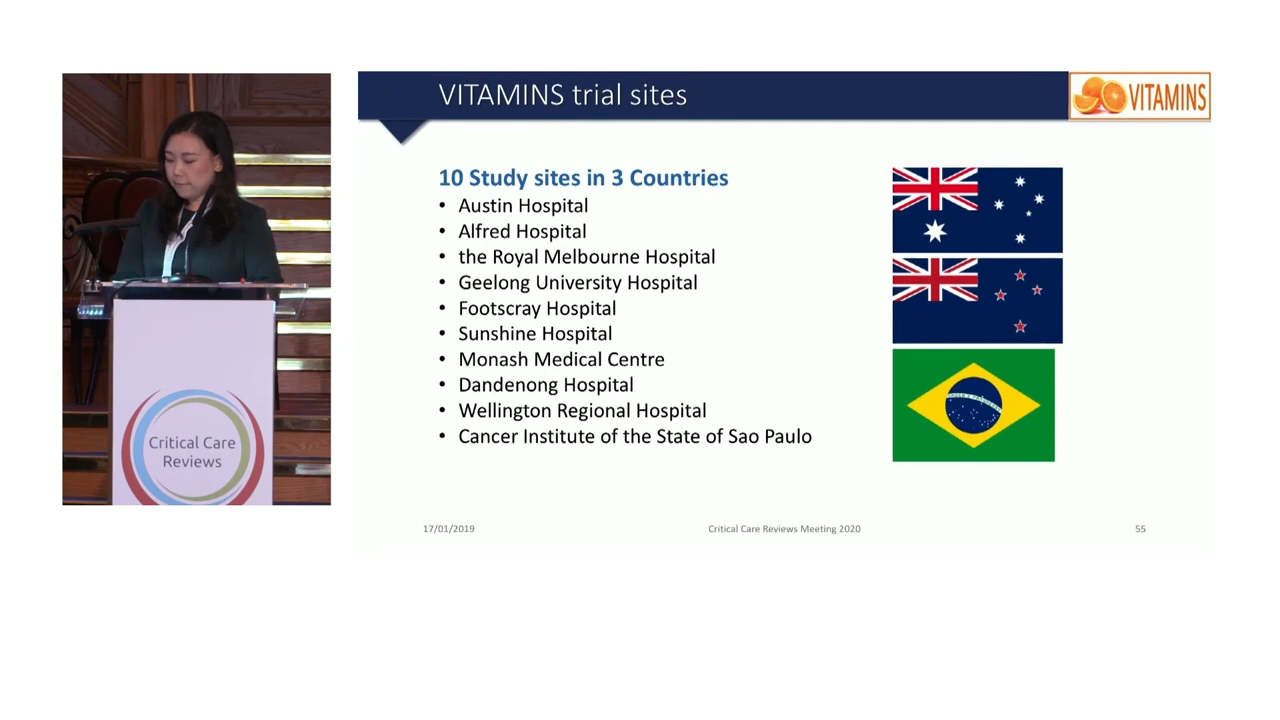 VITAMINS trial sites
VITAMINS
10 Study sites in 3 Countries
• Austin Hospital
• Alfred Hospital
• the Royal Melbourne Hospital
• Geelong University Hospital
• Footscray Hospital
• Sunshine Hospital
• Monash Medical Centre
• Dandenong Hospital
• Wellington Regional Hospital
• Cancer Institute of the State of Sao Paulo
Critical Care
Reviews
17/01/2019
Critical Care Reviews Meeting 2020
55